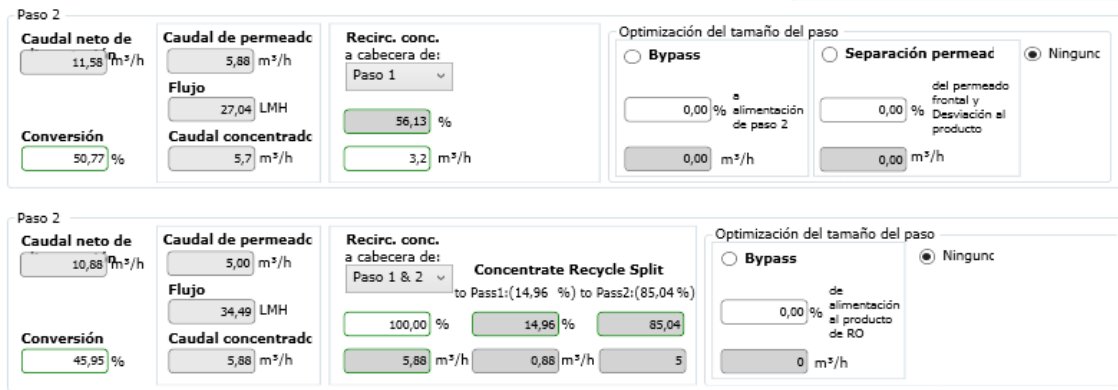 Paso 2
Caudal neto de
11,58 m³/h
Conversión
50,77 %
Caudal de permeado
5,88 m³/h
Flujo
27,04 LMH
Caudal concentrado
5,7 m³/h
Recirc. conc.
a cabecera de:
Paso 1
56,13 %
3,2 m³/h
Optimización del tamaño del paso
Bypass
0,00 % a alimentación de paso 2
0,00 m³/h
Separación permead
0,00 % del permeado frontal y Desviación al producto
0,00 m³/h
Ningunc
Paso 2
Caudal neto de
10,88 m³/h
Conversión
45,95 %
Caudal de permeado
5,00 m³/h
Flujo
34,49 LMH
Caudal concentrado
5,88 m³/h
Recirc. conc.
a cabecera de:
Paso 1 & 2
Concentrate Recycle Split
to Pass1:(14,96 %) to Pass2:(85,04 %)
100,00 % 14,96 % 85,04
5,88 m³/h 0,88 m³/h 5
Optimización del tamaño del paso
Bypass
0,00 % de alimentación al producto de RO
0 m³/h
Ningunc